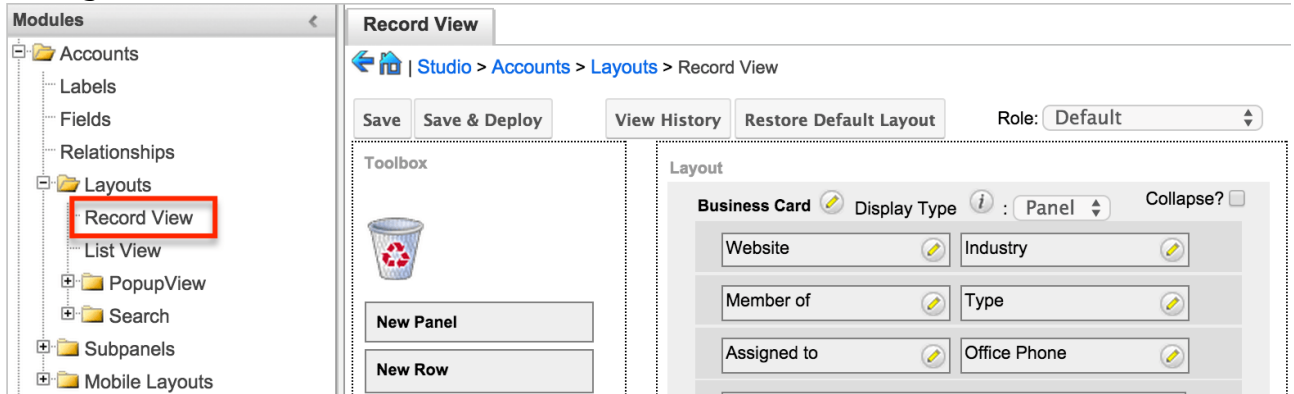 Modules
Accounts
Labels
Fields
Relationships
Layouts
Record View
List View
PopupView
Search
Subpanels
Mobile Layouts
Record View
| Studio > Accounts > Layouts > Record View
Save Save & Deploy View History Restore Default Layout Role: Default
Toolbox
New Panel
New Row
Layout
Business Card Display Type i : Panel Collapse?
Website Industry
Member of Type
Assigned to Office Phone